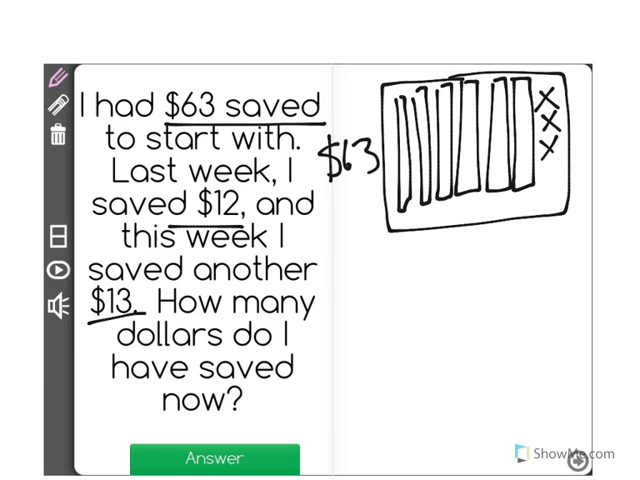 I had $63 saved
to start with.
Last week, I
saved $12, and
this week I
saved another
$13. How many
dollars do I
have saved
now?
Answer
$63
x
x
x
ShowMe.com